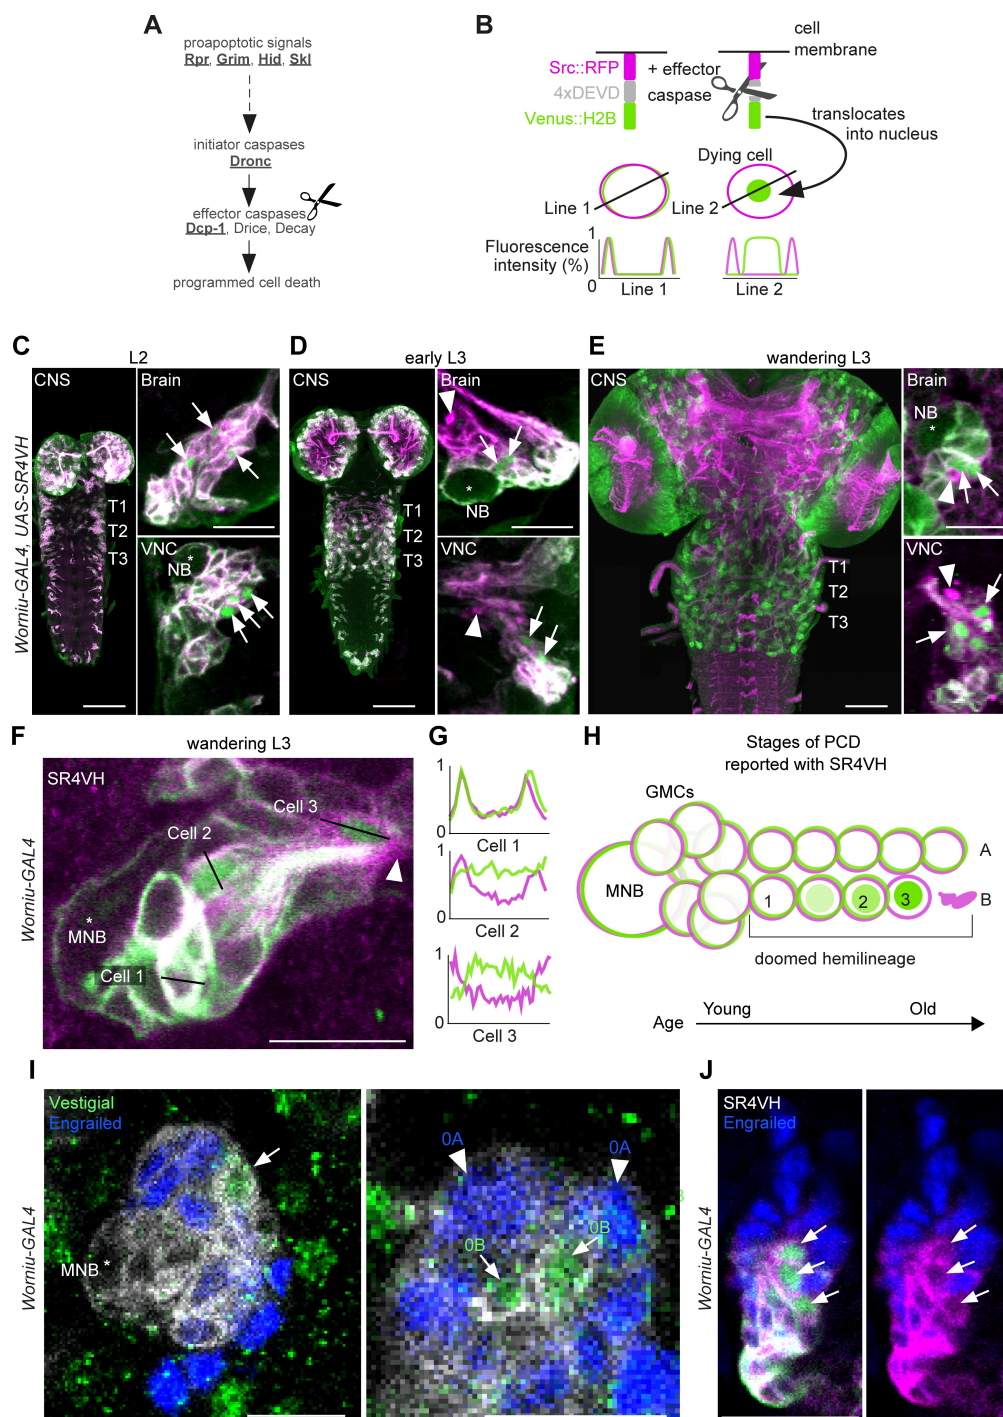 A
proapoptotic signals
Rpr, Grim, Hid, Skl
initiator caspases
Dronc
effector caspases
Dcp-1, Drice, Decay
programmed cell death
B
cell
membrane
Src::RFP
+ effector
4xDEVD
caspase
Venus::H2B
translocates
into nucleus
Dying cell
Line 1
Line 2
Fluorescence
intensity (%)
1
0
Line 1
Line 2
C
L2
D
early L3
E
wandering L3
Worniu-GAL4, UAS-SR4VH
CNS
Brain
T1
T2
T3
VNC
NB
*
CNS
Brain
*
NB
T1
T2
T3
VNC
CNS
Brain
NB
*
T1
T2
T3
VNC
F
wandering L3
Worniu-GAL4
SR4VH
Cell 3
Cell 2
*
MNB
Cell 1
G
1
0
Cell 1
1
0
Cell 2
1
0
Cell 3
H
Stages of PCD
reported with SR4VH
GMCs
MNB
A
1
2
3
B
doomed hemilineage
Young
Old
Age
I
Worniu-GAL4
Vestigial
Engrailed
MNB *
0A
0A
0B
0B
B
J
Worniu-GAL4
SR4VH
Engrailed